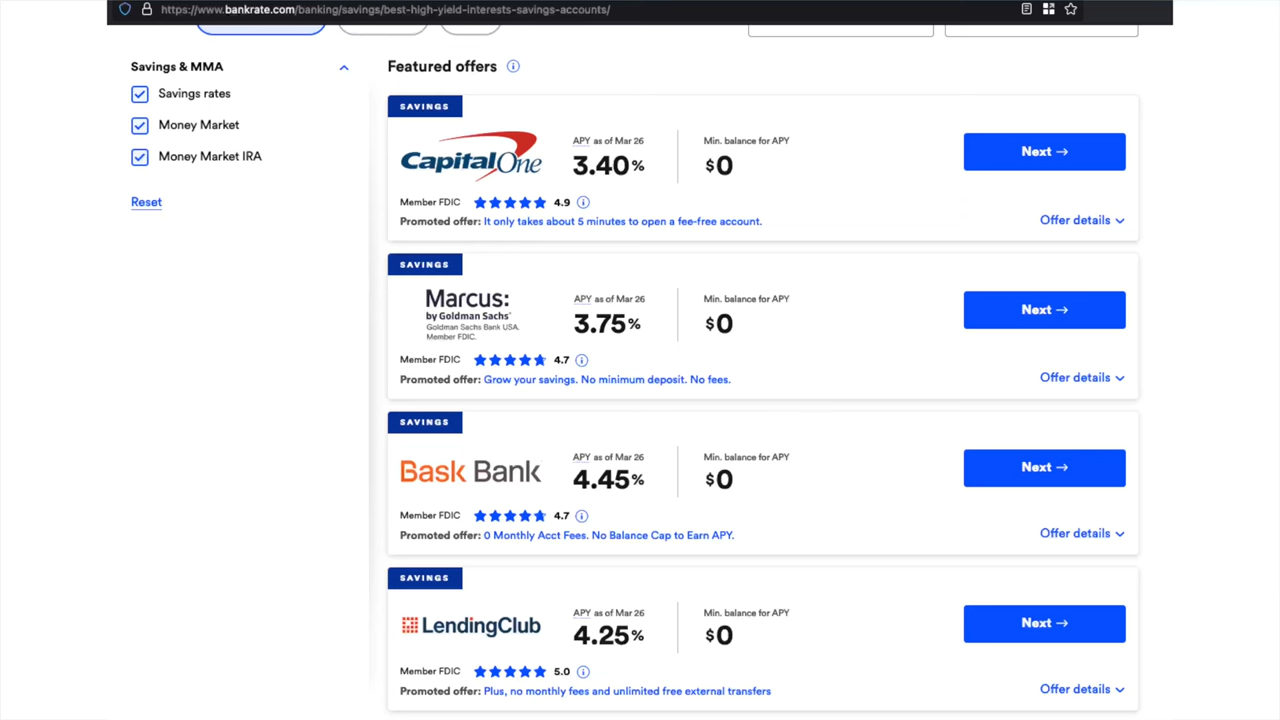 https://www.bankrate.com/banking/savings/best-high-yield-interests-savings-accounts/
Savings & MMA
Savings rates
Money Market
Money Market IRA
Reset
Featured offers
SAVINGS
CapitalOne
APY as of Mar 26
3.40%
Min. balance for APY
$0
Next →
Member FDIC
4.9
Promoted offer: It only takes about 5 minutes to open a fee-free account.
Offer details
SAVINGS
Marcus:
by Goldman Sachs®
Goldman Sachs Bank USA.
Member FDIC.
APY as of Mar 26
3.75%
Min. balance for APY
$0
Next →
Member FDIC
4.7
Promoted offer: Grow your savings. No minimum deposit. No fees.
Offer details
SAVINGS
Bask Bank
APY as of Mar 26
4.45%
Min. balance for APY
$0
Next →
Member FDIC
4.7
Promoted offer: 0 Monthly Acct Fees. No Balance Cap to Earn APY.
Offer details
SAVINGS
LendingClub
APY as of Mar 26
4.25%
Min. balance for APY
$0
Next →
Member FDIC
5.0
Promoted offer: Plus, no monthly fees and unlimited free external transfers
Offer details